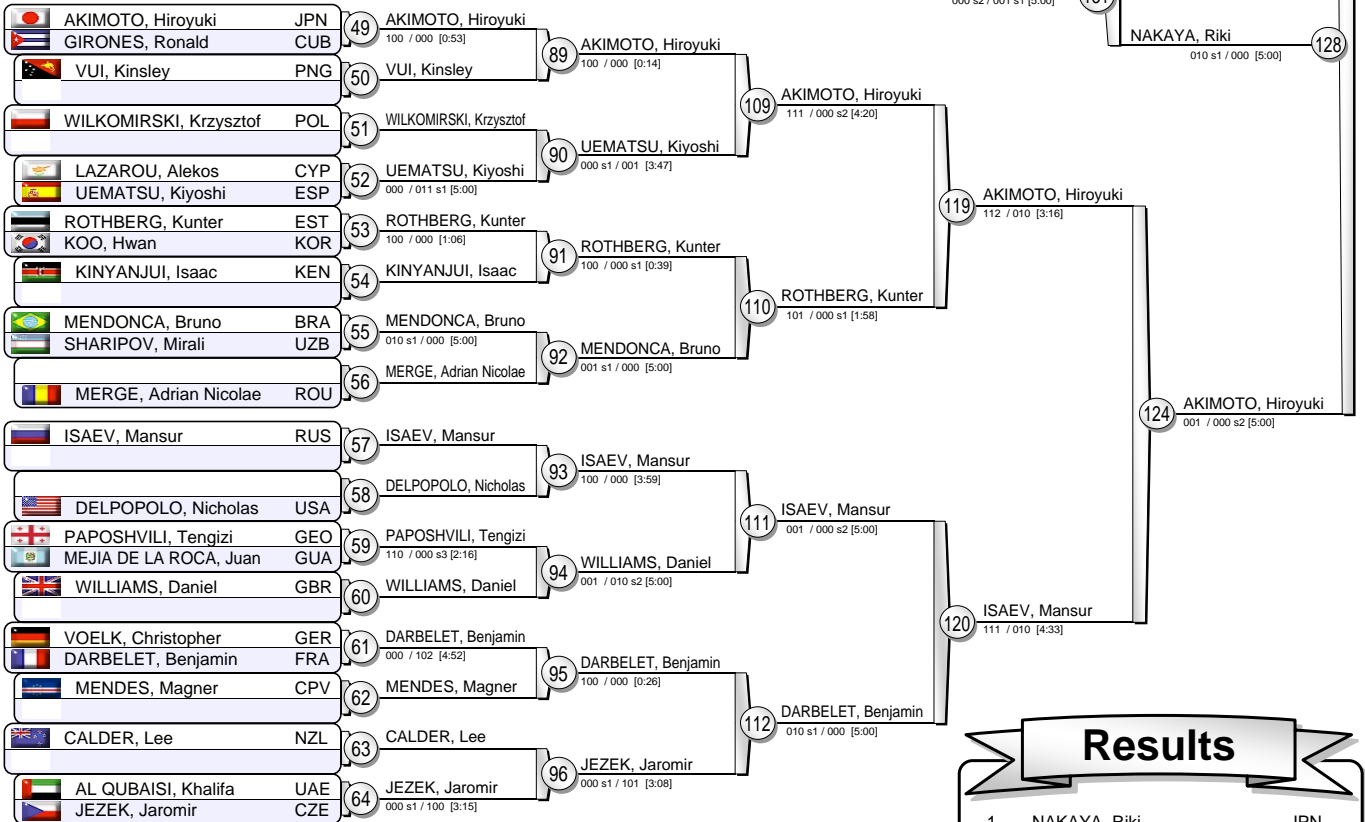 000 s2 / 001 s1 [5:00]
NAKAYA, Riki
010 s1 / 000 [5:00]
128
AKIMOTO, Hiroyuki JPN
GIRONES, Ronald CUB
49
AKIMOTO, Hiroyuki
100 / 000 [0:53]
VUI, Kinsley PNG
50
VUI, Kinsley
89
AKIMOTO, Hiroyuki
100 / 000 [0:14]
WILKOMIRSKI, Krzysztof POL
51
WILKOMIRSKI, Krzysztof
LAZAROU, Alekos CYP
UEMATSU, Kiyoshi ESP
52
UEMATSU, Kiyoshi
000 / 011 s1 [5:00]
90
UEMATSU, Kiyoshi
000 s1 / 001 [3:47]
109
AKIMOTO, Hiroyuki
111 / 000 s2 [4:20]
ROTHBERG, Kunter EST
KOO, Hwan KOR
53
ROTHBERG, Kunter
100 / 000 [1:06]
KINYANJUI, Isaac KEN
54
KINYANJUI, Isaac
91
ROTHBERG, Kunter
100 / 000 s1 [0:39]
MENDONCA, Bruno BRA
SHARIPOV, Mirali UZB
55
MENDONCA, Bruno
010 s1 / 000 [5:00]
MERGE, Adrian Nicolae ROU
56
MERGE, Adrian Nicolae
92
MENDONCA, Bruno
001 s1 / 000 [5:00]
110
ROTHBERG, Kunter
101 / 000 s1 [1:58]
119
AKIMOTO, Hiroyuki
112 / 010 [3:16]
ISAEV, Mansur RUS
57
ISAEV, Mansur
DELPOPOLO, Nicholas USA
58
DELPOPOLO, Nicholas
93
ISAEV, Mansur
100 / 000 [3:59]
PAPOSHVILI, Tengizi GEO
MEJIA DE LA ROCA, Juan GUA
59
PAPOSHVILI, Tengizi
110 / 000 s3 [2:16]
WILLIAMS, Daniel GBR
60
WILLIAMS, Daniel
94
WILLIAMS, Daniel
001 / 010 s2 [5:00]
111
ISAEV, Mansur
001 / 000 s2 [5:00]
VOELK, Christopher GER
DARBELET, Benjamin FRA
61
DARBELET, Benjamin
000 / 102 [4:52]
MENDES, Magner CPV
62
MENDES, Magner
95
DARBELET, Benjamin
100 / 000 [0:26]
CALDER, Lee NZL
63
CALDER, Lee
AL QUBAISI, Khalifa UAE
JEZEK, Jaromir CZE
64
JEZEK, Jaromir
000 s1 / 100 [3:15]
96
JEZEK, Jaromir
000 s1 / 101 [3:08]
112
DARBELET, Benjamin
010 s1 / 000 [5:00]
120
ISAEV, Mansur
111 / 010 [4:33]
124
AKIMOTO, Hiroyuki
001 / 000 s2 [5:00]
Results
1 NAKAYA, Riki JPN